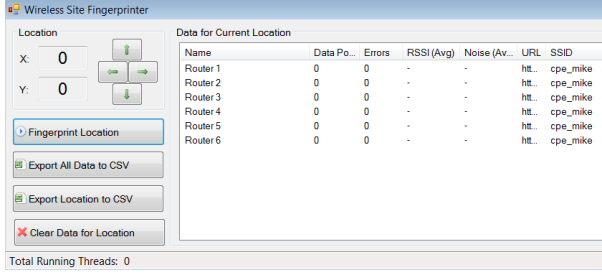 Wireless Site Fingerprinter
Location
X: 0
Y: 0
Fingerprint Location
Export All Data to CSV
Export Location to CSV
Clear Data for Location
Data for Current Location
Name Data Po... Errors RSSI (Avg) Noise (Av... URL SSID
Router 1 0 0 - - htt... cpe_mike
Router 2 0 0 - - htt... cpe_mike
Router 3 0 0 - - htt... cpe_mike
Router 4 0 0 - - htt... cpe_mike
Router 5 0 0 - - htt... cpe_mike
Router 6 0 0 - - htt... cpe_mike
Total Running Threads: 0